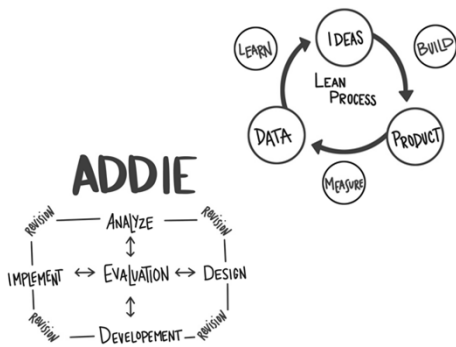 LEARN
IDEAS
BUILD
LEAN
PROCESS
DATA
PRODUCT
MEASURE
ADDIE
REVISION
ANALYZE
REVISION
IMPLEMENT
EVALUATION
DESIGN
REVISION
DEVELOPEMENT
REVISION